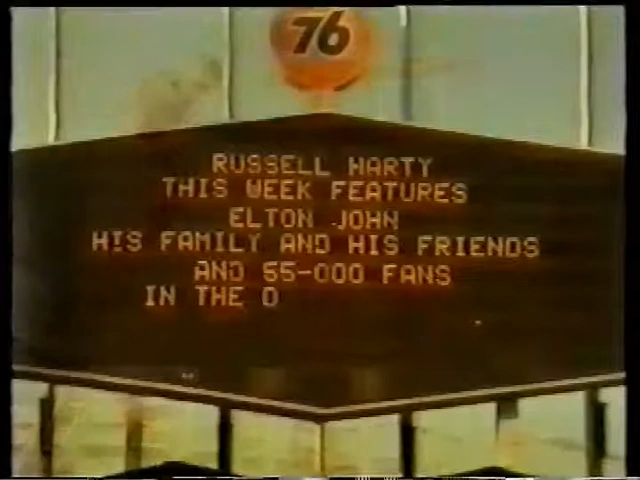 76
RUSSELL HARTY
THIS WEEK FEATURES
ELTON JOHN
HIS FAMILY AND HIS FRIENDS
AND 55-000 FANS
IN THE D